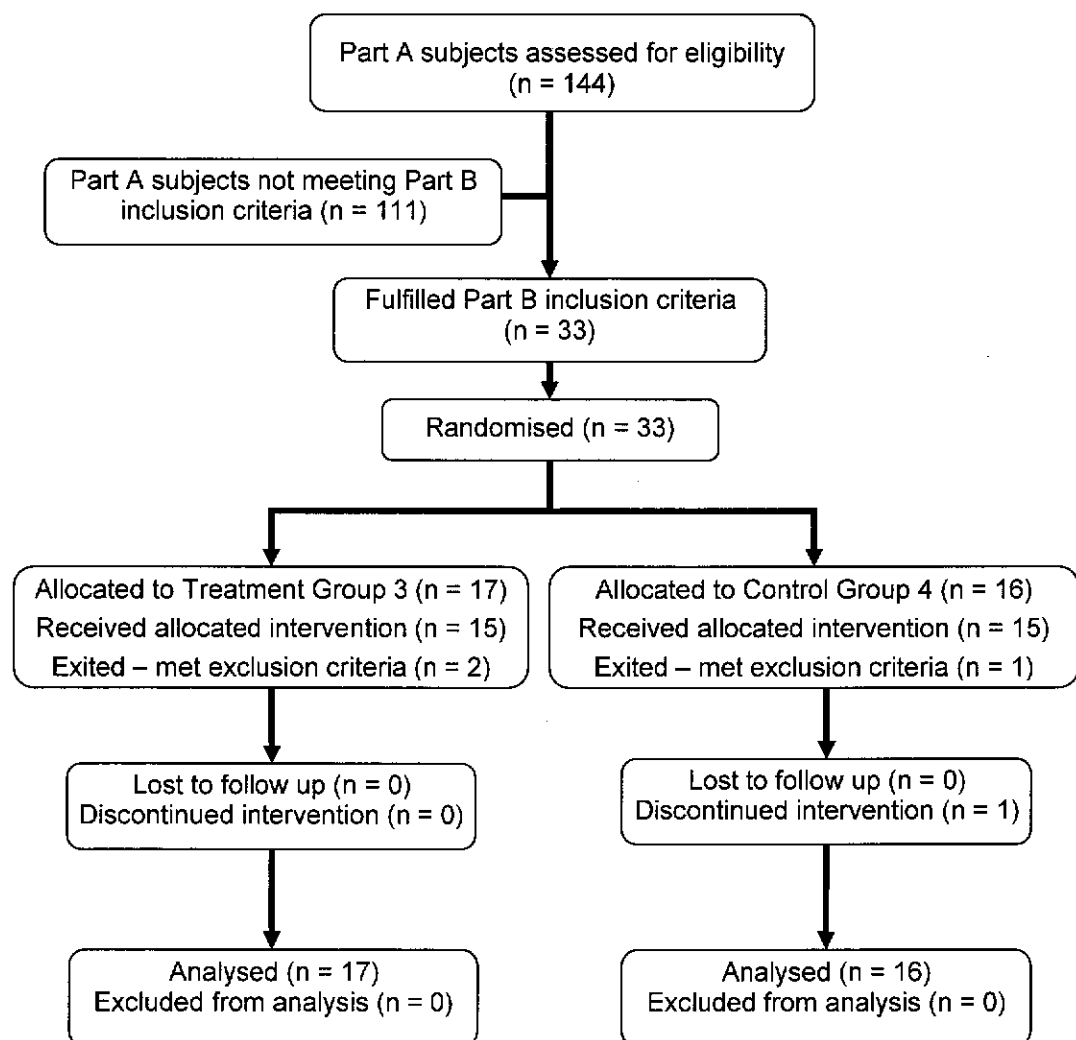 Part A subjects assessed for eligibility
(n = 144)
Part A subjects not meeting Part B
inclusion criteria (n = 111)
Fulfilled Part B inclusion criteria
(n = 33)
Randomised (n = 33)
Allocated to Treatment Group 3 (n = 17)
Received allocated intervention (n = 15)
Exited – met exclusion criteria (n = 2)
Allocated to Control Group 4 (n = 16)
Received allocated intervention (n = 15)
Exited – met exclusion criteria (n = 1)
Lost to follow up (n = 0)
Discontinued intervention (n = 0)
Lost to follow up (n = 0)
Discontinued intervention (n = 1)
Analysed (n = 17)
Excluded from analysis (n = 0)
Analysed (n = 16)
Excluded from analysis (n = 0)